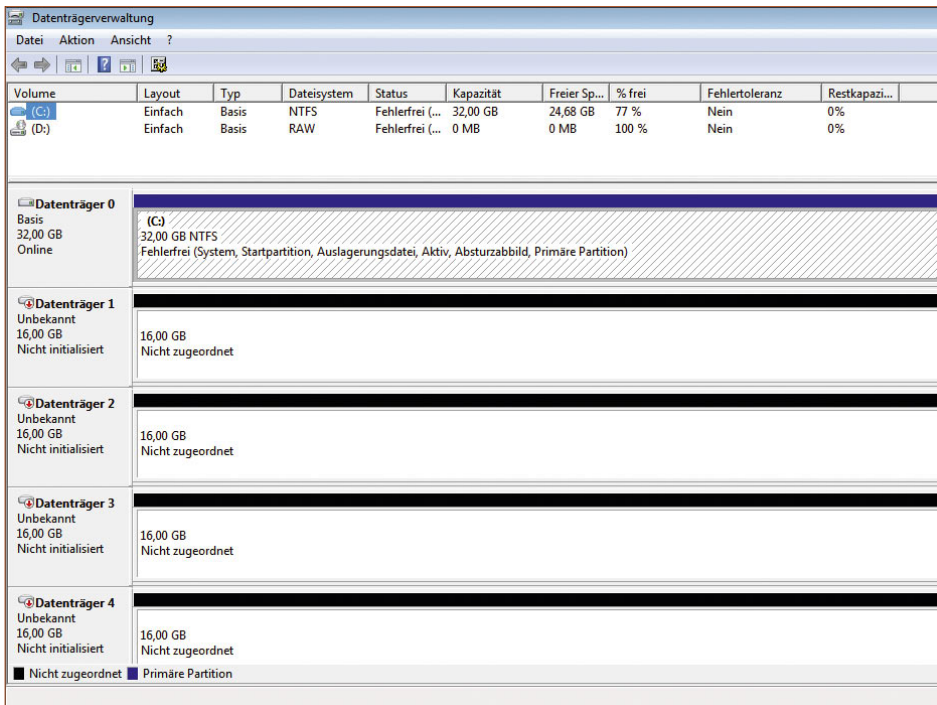 Datenträgerverwaltung
Datei Aktion Ansicht ?
Volume Layout Typ Dateisystem Status Kapazität Freier Sp... % frei Fehlertoleranz Restkapazi...
(C:) Einfach Basis NTFS Fehlerfrei (... 32,00 GB 24,68 GB 77 % Nein 0%
(D:) Einfach Basis RAW Fehlerfrei (... 0 MB 0 MB 100 % Nein 0%
Datenträger 0
Basis
32,00 GB
Online
(C:)
32,00 GB NTFS
Fehlerfrei (System, Startpartition, Auslagerungsdatei, Aktiv, Absturzabbild, Primäre Partition)
Datenträger 1
Unbekannt
16,00 GB
Nicht initialisiert
16,00 GB
Nicht zugeordnet
Datenträger 2
Unbekannt
16,00 GB
Nicht initialisiert
16,00 GB
Nicht zugeordnet
Datenträger 3
Unbekannt
16,00 GB
Nicht initialisiert
16,00 GB
Nicht zugeordnet
Datenträger 4
Unbekannt
16,00 GB
Nicht initialisiert
16,00 GB
Nicht zugeordnet
Nicht zugeordnet Primäre Partition